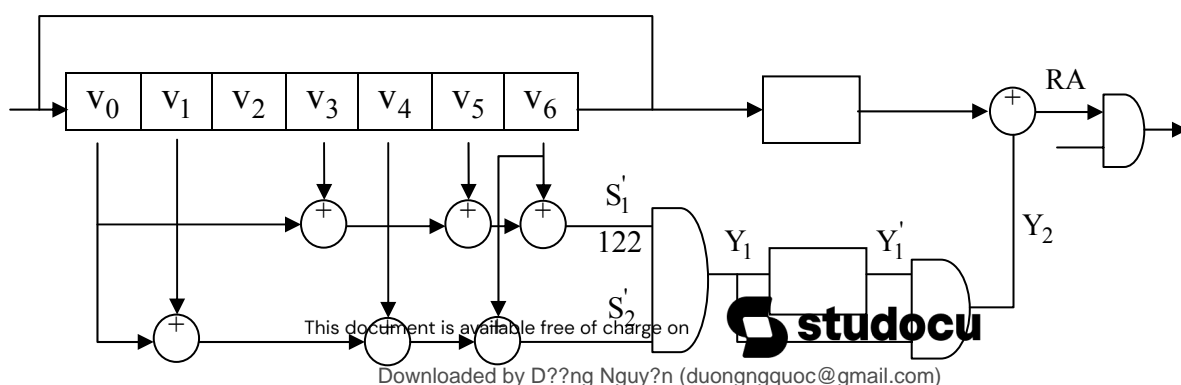 RA
v0 v1 v2 v3 v4 v5 v6
+
+ + +
S'1
122
Y1 Y'1 Y2
S'2
+ + +
This document is available free of charge on
studocu
Downloaded by D??ng Nguy?n (duongngquoc@gmail.com)